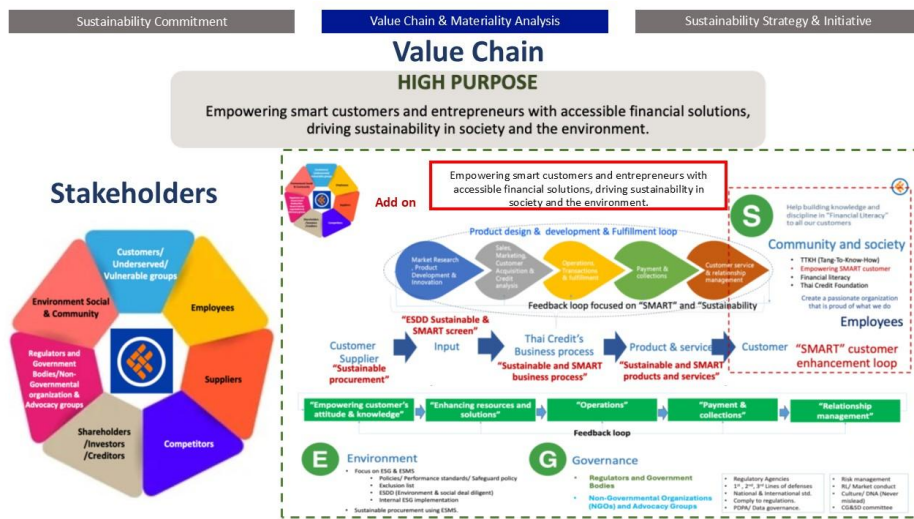 Sustainability Commitment
Value Chain & Materiality Analysis
Sustainability Strategy & Initiative
Value Chain
HIGH PURPOSE
Empowering smart customers and entrepreneurs with accessible financial solutions,
driving sustainability in society and the environment.
Stakeholders
Customers/
Underserved/
Vulnerable groups
Employees
Suppliers
Competitors
Shareholders
/Investors
/Creditors
Regulators and
Government
Bodies/Non-
Governmental
organization &
Advocacy groups
Environment Social
& Community
Add on
Empowering smart customers and entrepreneurs with
accessible financial solutions, driving sustainability in
society and the environment.
Product design & development & Fulfillment loop
Market Research
, Product
Development &
Innovation
Sales,
Marketing,
Customer
Acquisition &
Credit
analysis
Operations,
Transactions
& fulfillment
Payment &
collections
Customer service
& relationship
management
Feedback loop focused on "SMART" and "Sustainability
S
Help building knowledge and
discipline in "Financial Literacy"
to all our customers
Community and society
• TTKH (Tang-To-Know-How)
• Empowering SMART customer
• Financial literacy
• Thai Credit Foundation
Create a passionate organization
that is proud of what we do
Employees
"SMART" customer
enhancement loop
Customer
Supplier
"Sustainable
procurement"
"ESDD Sustainable &
SMART screen"
Input
Thai Credit's
Business process
"Sustainable and SMART
business process"
Product & service
"Sustainable and SMART
products and services"
Customer
"Empowering customer's
attitude & knowledge"
"Enhancing resources and
solutions"
"Operations"
"Payment &
collections"
"Relationship
management"
Feedback loop
E
Environment
• Focus on ESG & ESMS
• Policies/ Performance standards/ Safeguard policy
• Exclusion list
• ESDD (Environment & social deal diligent)
• Internal ESG implementation
• Sustainable procurement using ESMS.
G
Governance
• Regulators and Government
Bodies
• Non-Governmental Organizations
(NGOs) and Advocacy Groups
• Regulatory Agencies
• 1st , 2nd, 3rd Lines of defenses
• National & International std.
• Comply to regulations.
• PDPA/ Data governance.
• Risk management
• RL/ Market conduct
• Culture/ DNA (Never
mislead)
• CG&SD committee